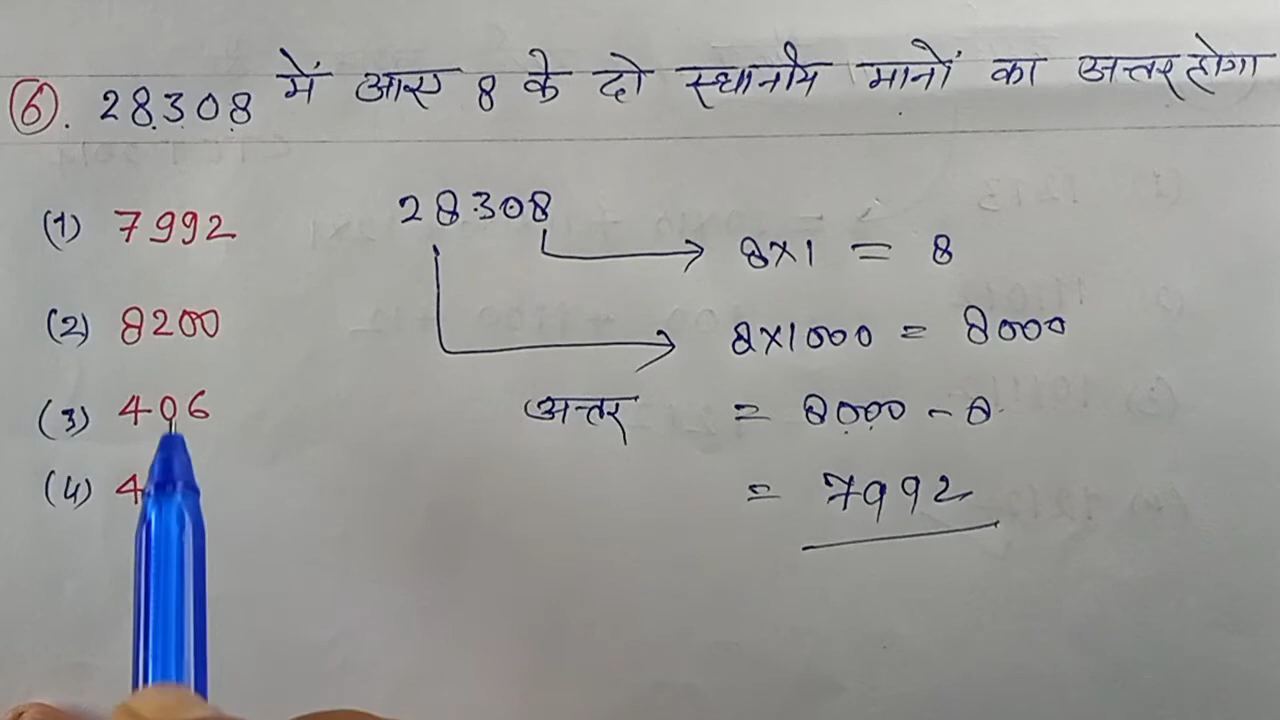 6. 28308 में आए 8 के दो स्थानीय मानों का अन्तर होगा
(1) 7992
(2) 8200
(3) 406
(4) 4
28308
8×1 = 8
8×1000 = 8000
अन्तर = 8000 - 8
= 7992